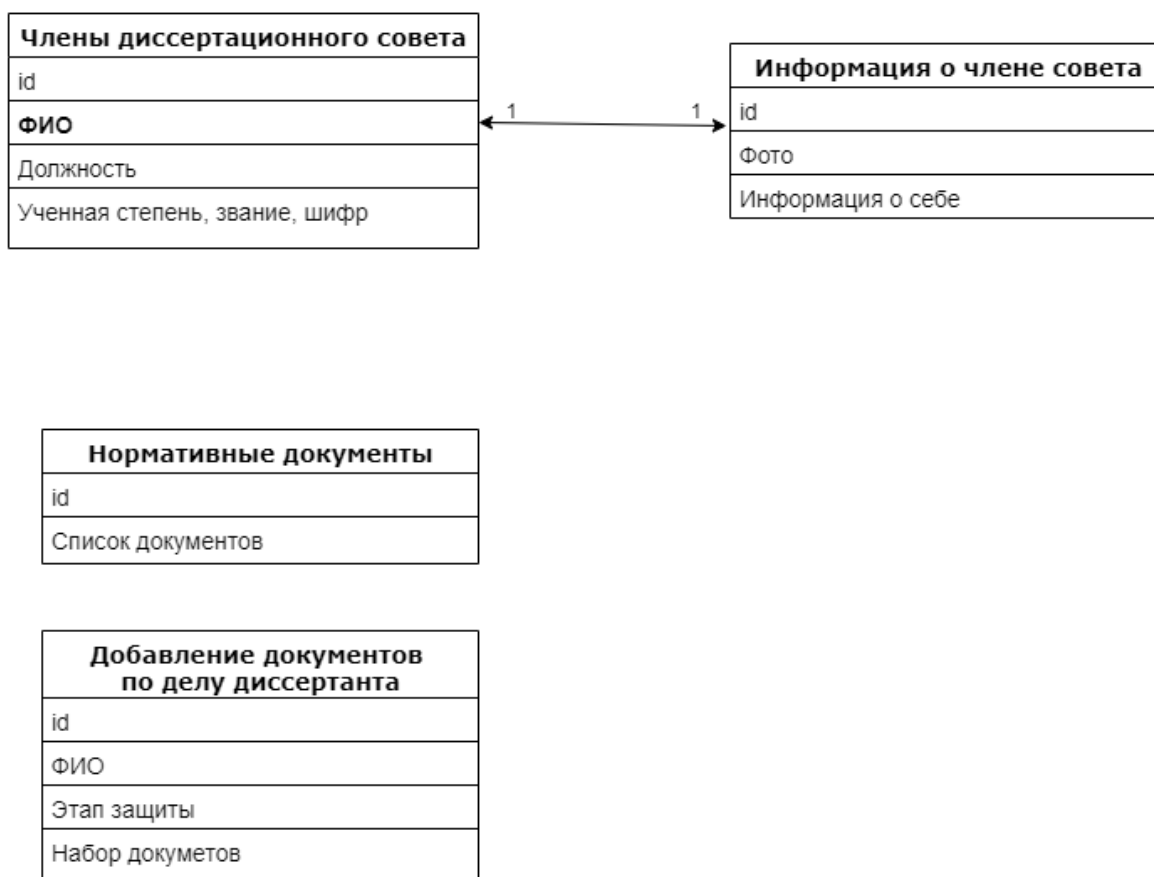 Члены диссертационного совета
id
ФИО
Должность
Ученная степень, звание, шифр
1
1
Информация о члене совета
id
Фото
Информация о себе
Нормативные документы
id
Список документов
Добавление документов
по делу диссертанта
id
ФИО
Этап защиты
Набор докуметов